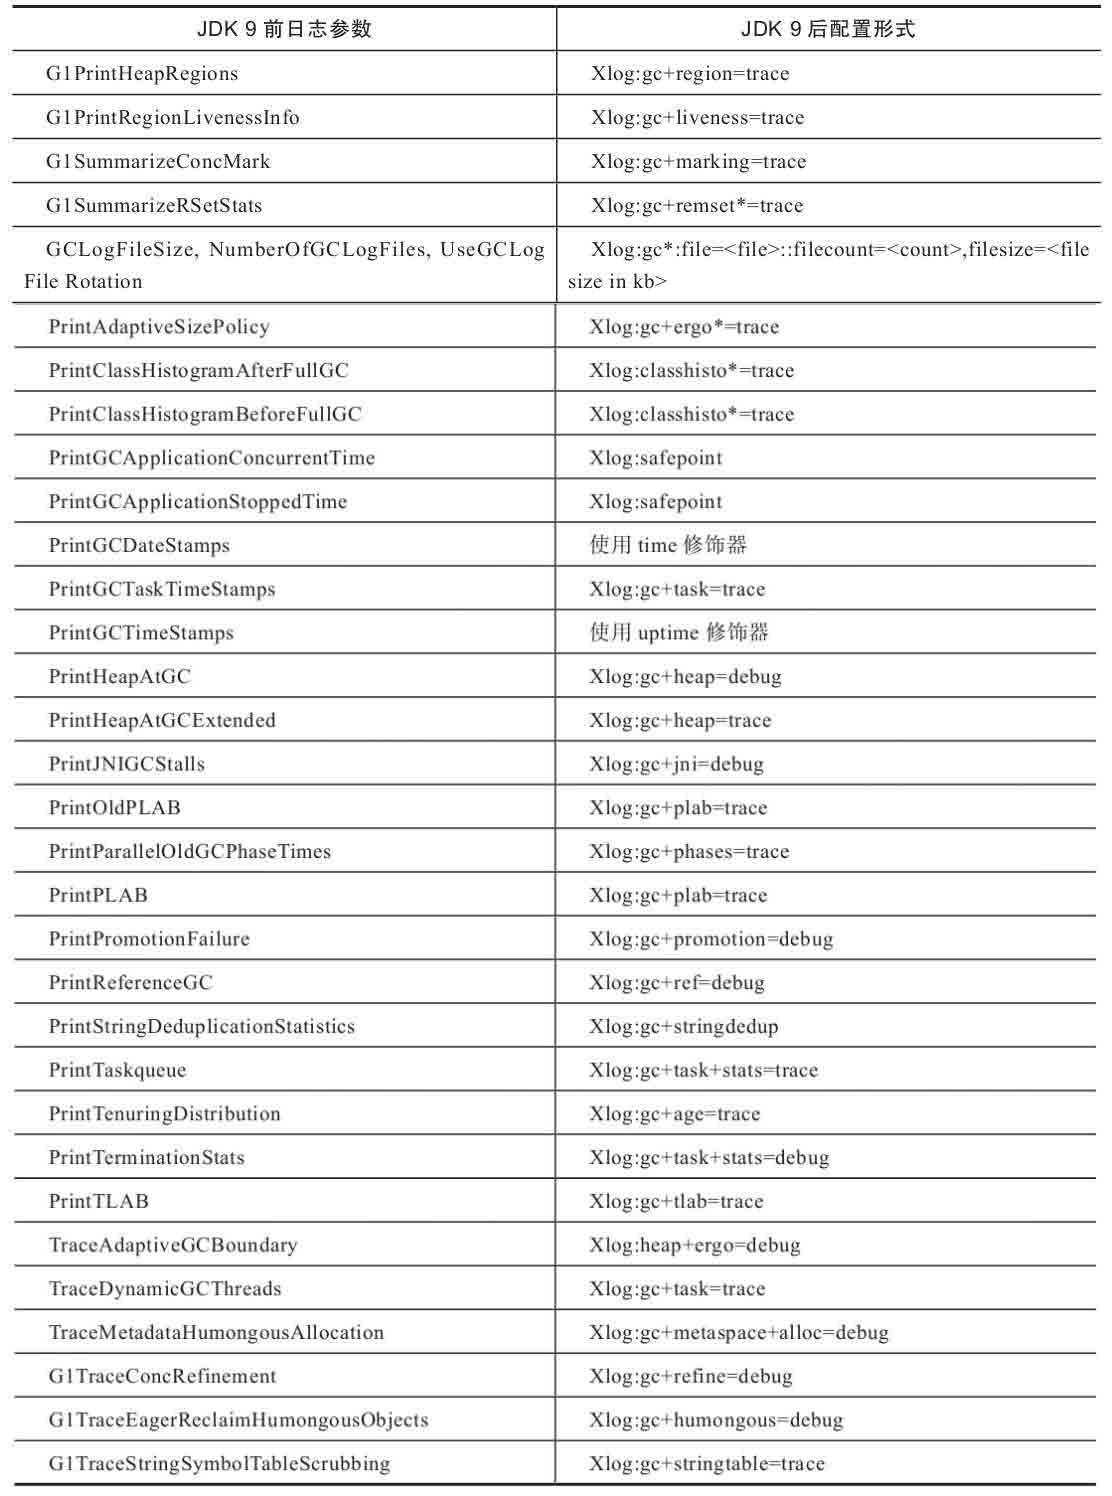 JDK 9 前日志参数 JDK 9 后配置形式
G1PrintHeapRegions Xlog:gc+region=trace
G1PrintRegionLivenessInfo Xlog:gc+liveness=trace
G1SummarizeConcMark Xlog:gc+marking=trace
G1SummarizeRSetStats Xlog:gc+remset*=trace
GCLogFileSize, NumberOfGCLogFiles, UseGCLog Xlog:gc*:file=<file>::filecount=<count>,filesize=<file
File Rotation size in kb>
PrintAdaptiveSizePolicy Xlog:gc+ergo*=trace
PrintClassHistogramAfterFullGC Xlog:classhisto*=trace
PrintClassHistogramBeforeFullGC Xlog:classhisto*=trace
PrintGCApplicationConcurrentTime Xlog:safepoint
PrintGCApplicationStoppedTime Xlog:safepoint
PrintGCDateStamps 使用 time 修饰器
PrintGCTaskTimeStamps Xlog:gc+task=trace
PrintGCTimeStamps 使用 uptime 修饰器
PrintHeapAtGC Xlog:gc+heap=debug
PrintHeapAtGCExtended Xlog:gc+heap=trace
PrintJNIGCStalls Xlog:gc+jni=debug
PrintOldPLAB Xlog:gc+plab=trace
PrintParallelOldGCPhaseTimes Xlog:gc+phases=trace
PrintPLAB Xlog:gc+plab=trace
PrintPromotionFailure Xlog:gc+promotion=debug
PrintReferenceGC Xlog:gc+ref=debug
PrintStringDeduplicationStatistics Xlog:gc+stringdedup
PrintTaskqueue Xlog:gc+task+stats=trace
PrintTenuringDistribution Xlog:gc+age=trace
PrintTerminationStats Xlog:gc+task+stats=debug
PrintTLAB Xlog:gc+tlab=trace
TraceAdaptiveGCBoundary Xlog:heap+ergo=debug
TraceDynamicGCThreads Xlog:gc+task=trace
TraceMetadataHumongousAllocation Xlog:gc+metaspace+alloc=debug
G1TraceConcRefinement Xlog:gc+refine=debug
G1TraceEagerReclaimHumongousObjects Xlog:gc+humongous=debug
G1TraceStringSymbolTableScrubbing Xlog:gc+stringtable=trace